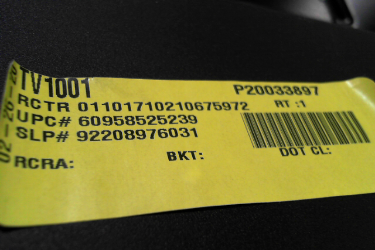 TV1001 P20033897
RCTR 01101710210675972 RT :1
UPC# 60958525239
SLP# 92208976031
RCRA: BKT: DOT CL: